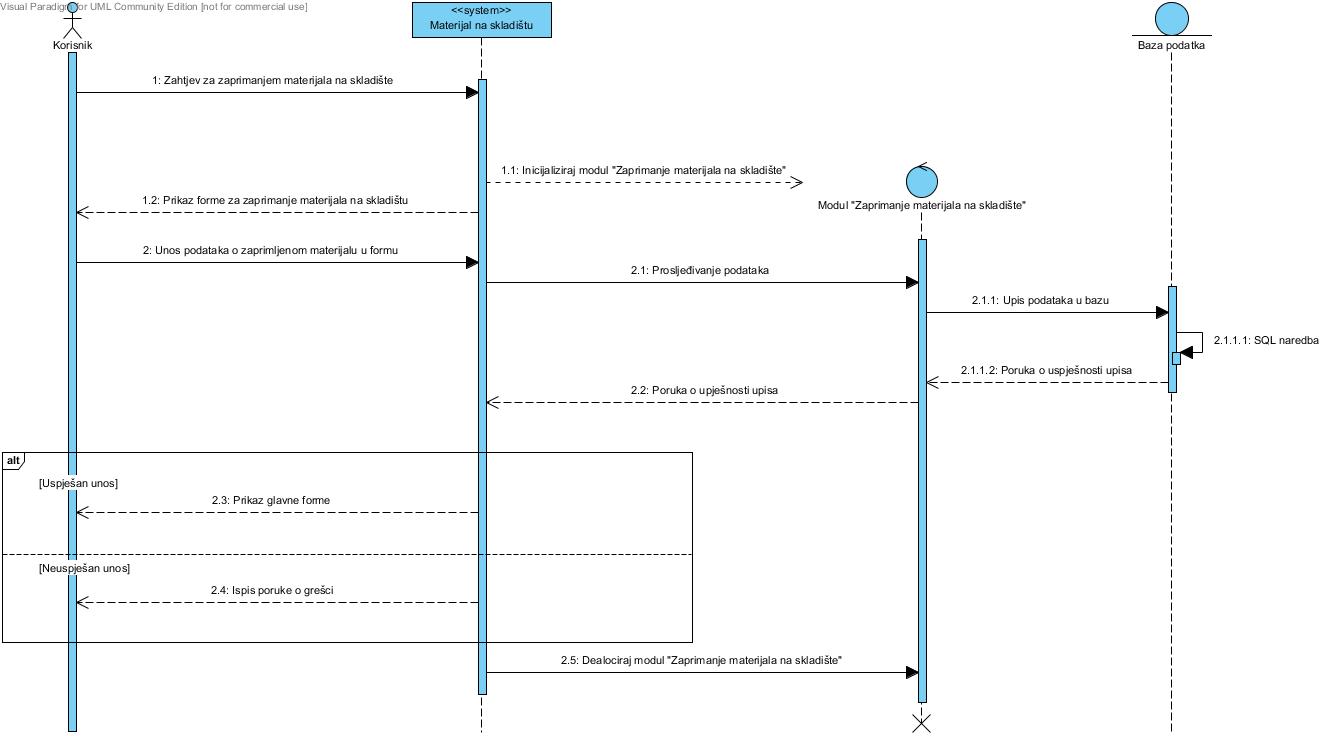 Visual Paradigm for UML Community Edition [not for commercial use]
<<system>>
Materijal na skladištu
Korisnik
Baza podatka
1: Zahtjev za zaprimanjem materijala na skladište
1.1: Inicijaliziraj modul "Zaprimanje materijala na skladište"
1.2: Prikaz forme za zaprimanje materijala na skladištu
Modul "Zaprimanje materijala na skladište"
2: Unos podataka o zaprimljenom materijalu u formu
2.1: Prosljeđivanje podataka
2.1.1: Upis podataka u bazu
2.1.1.1: SQL naredba
2.1.1.2: Poruka o uspješnosti upisa
2.2: Poruka o upješnosti upisa
alt
[Uspješan unos]
2.3: Prikaz glavne forme
[Neuspješan unos]
2.4: Ispis poruke o grešci
2.5: Dealociraj modul "Zaprimanje materijala na skladište"